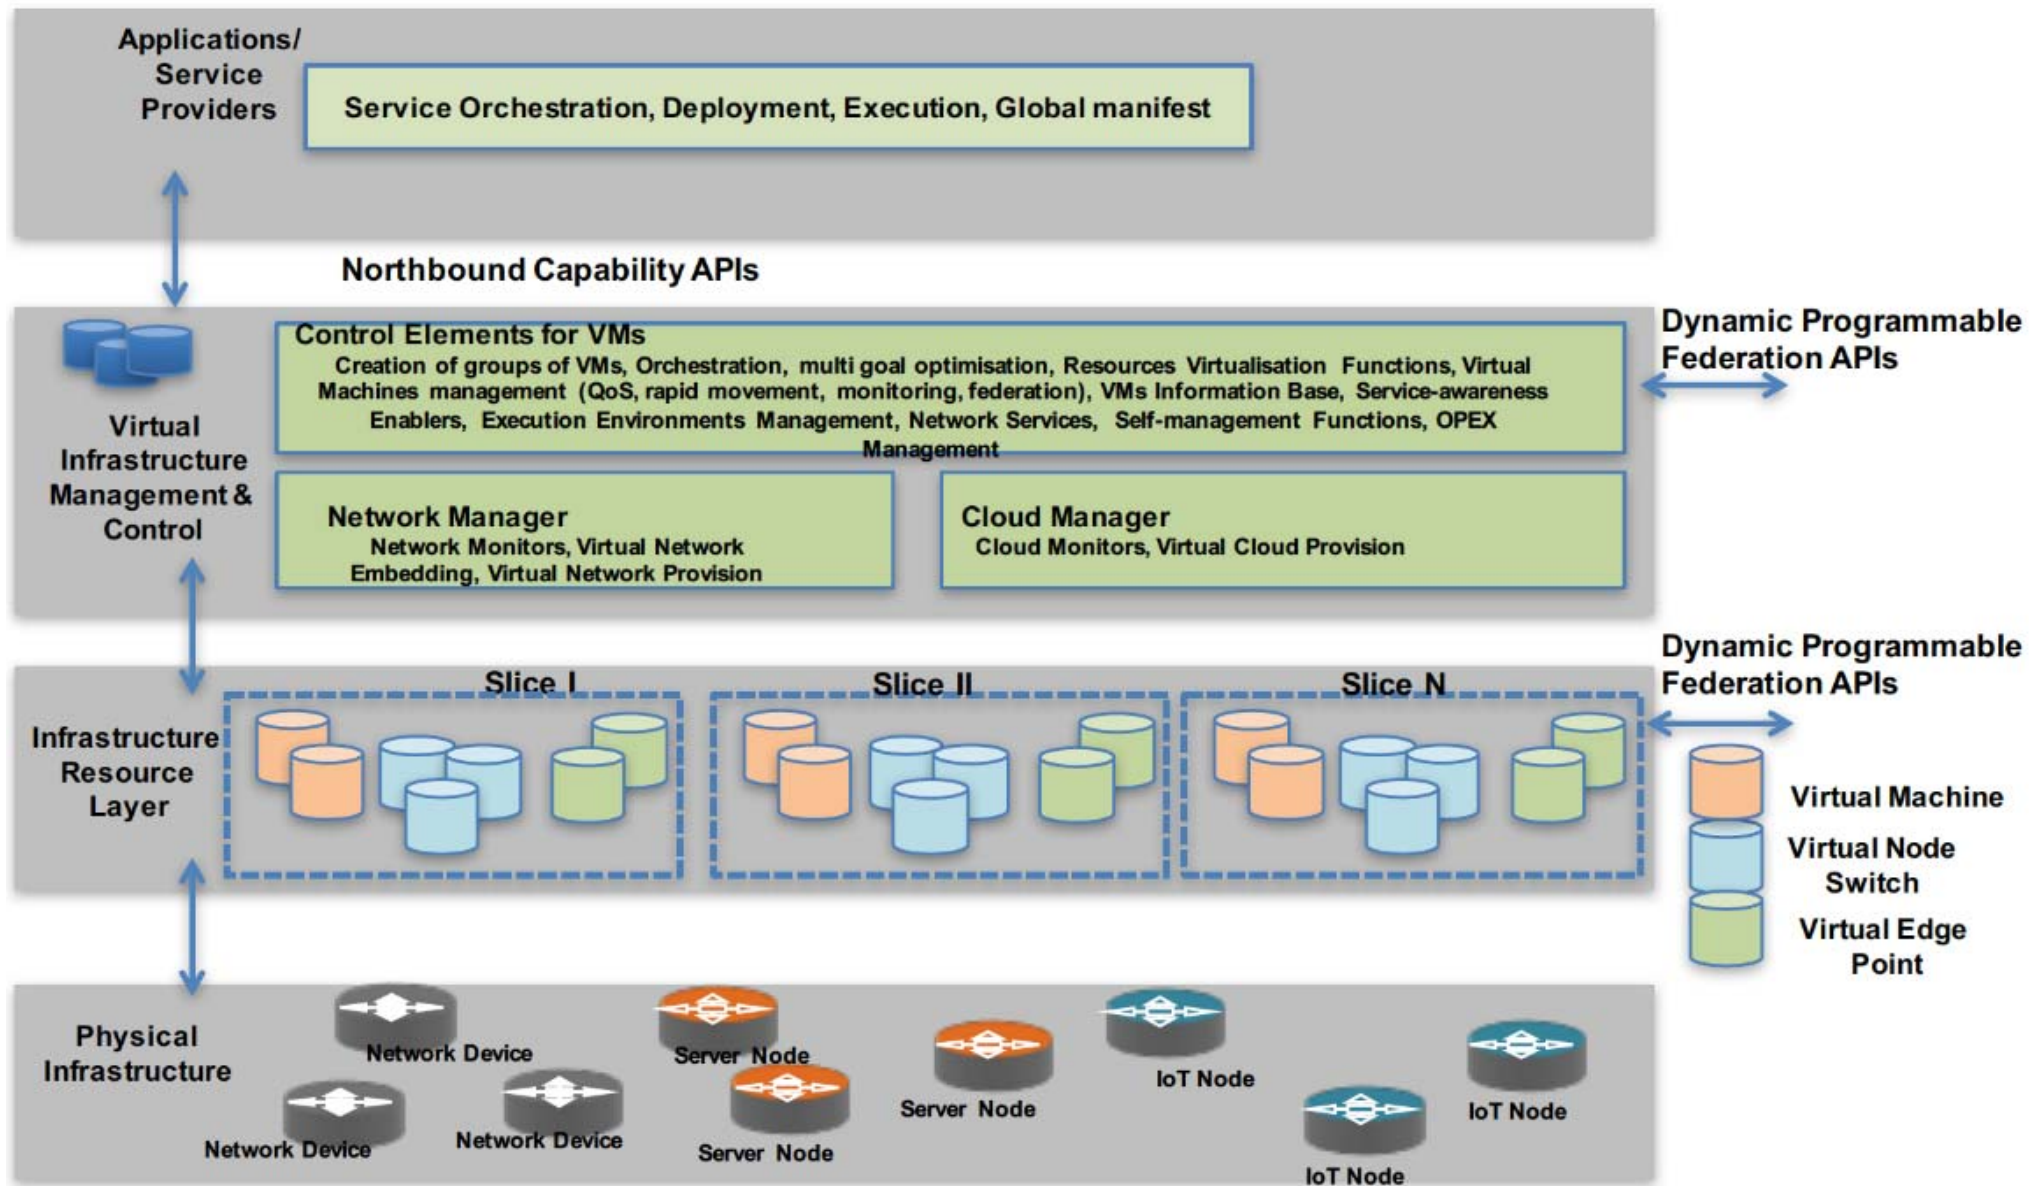 Applications/
Service
Providers
Service Orchestration, Deployment, Execution, Global manifest
Northbound Capability APIs
Virtual
Infrastructure
Management &
Control
Control Elements for VMs
Creation of groups of VMs, Orchestration, multi goal optimisation, Resources Virtualisation Functions, Virtual
Machines management (QoS, rapid movement, monitoring, federation), VMs Information Base, Service-awareness
Enablers, Execution Environments Management, Network Services, Self-management Functions, OPEX
Management
Dynamic Programmable
Federation APIs
Network Manager
Network Monitors, Virtual Network
Embedding, Virtual Network Provision
Cloud Manager
Cloud Monitors, Virtual Cloud Provision
Dynamic Programmable
Federation APIs
Infrastructure
Resource
Layer
Slice I
Slice II
Slice N
Virtual Machine
Virtual Node
Switch
Virtual Edge
Point
Physical
Infrastructure
Network Device
Network Device
Network Device
Server Node
Server Node
Server Node
IoT Node
IoT Node
IoT Node